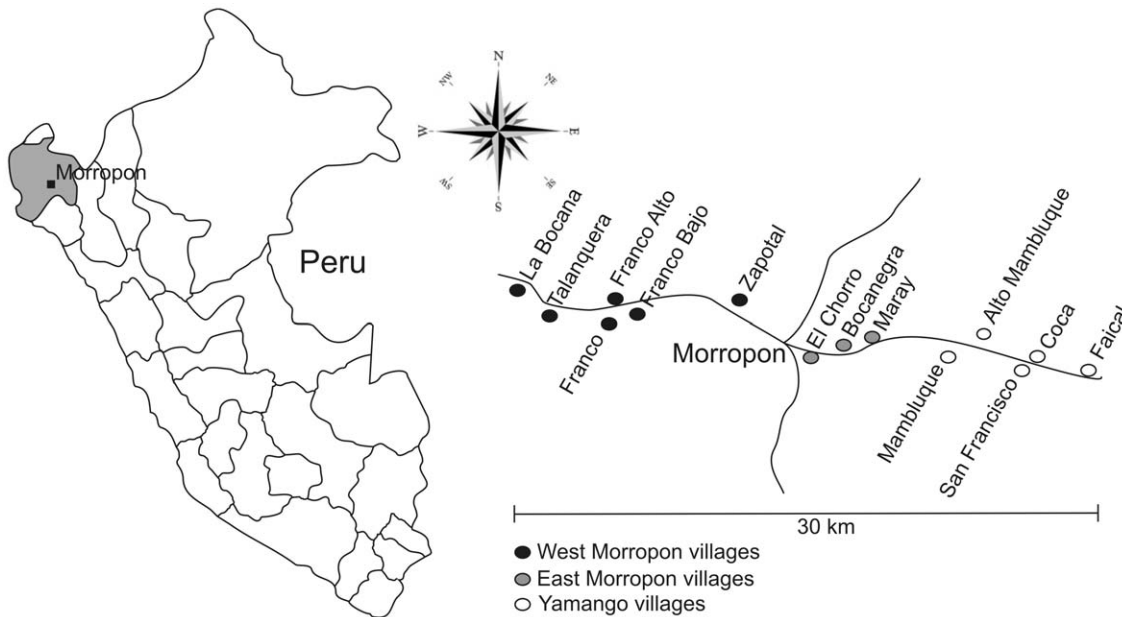 Morropon
Peru
N
NE
E
SE
S
SW
W
NW
La Bocana
Talanquera
Franco
Franco Alto
Franco Bajo
Zapotal
Morropon
El Chorro
Bocanegra
Maray
Mambluque
Alto Mambluque
San Francisco
Coca
Faical
30 km
West Morropon villages
East Morropon villages
Yamango villages